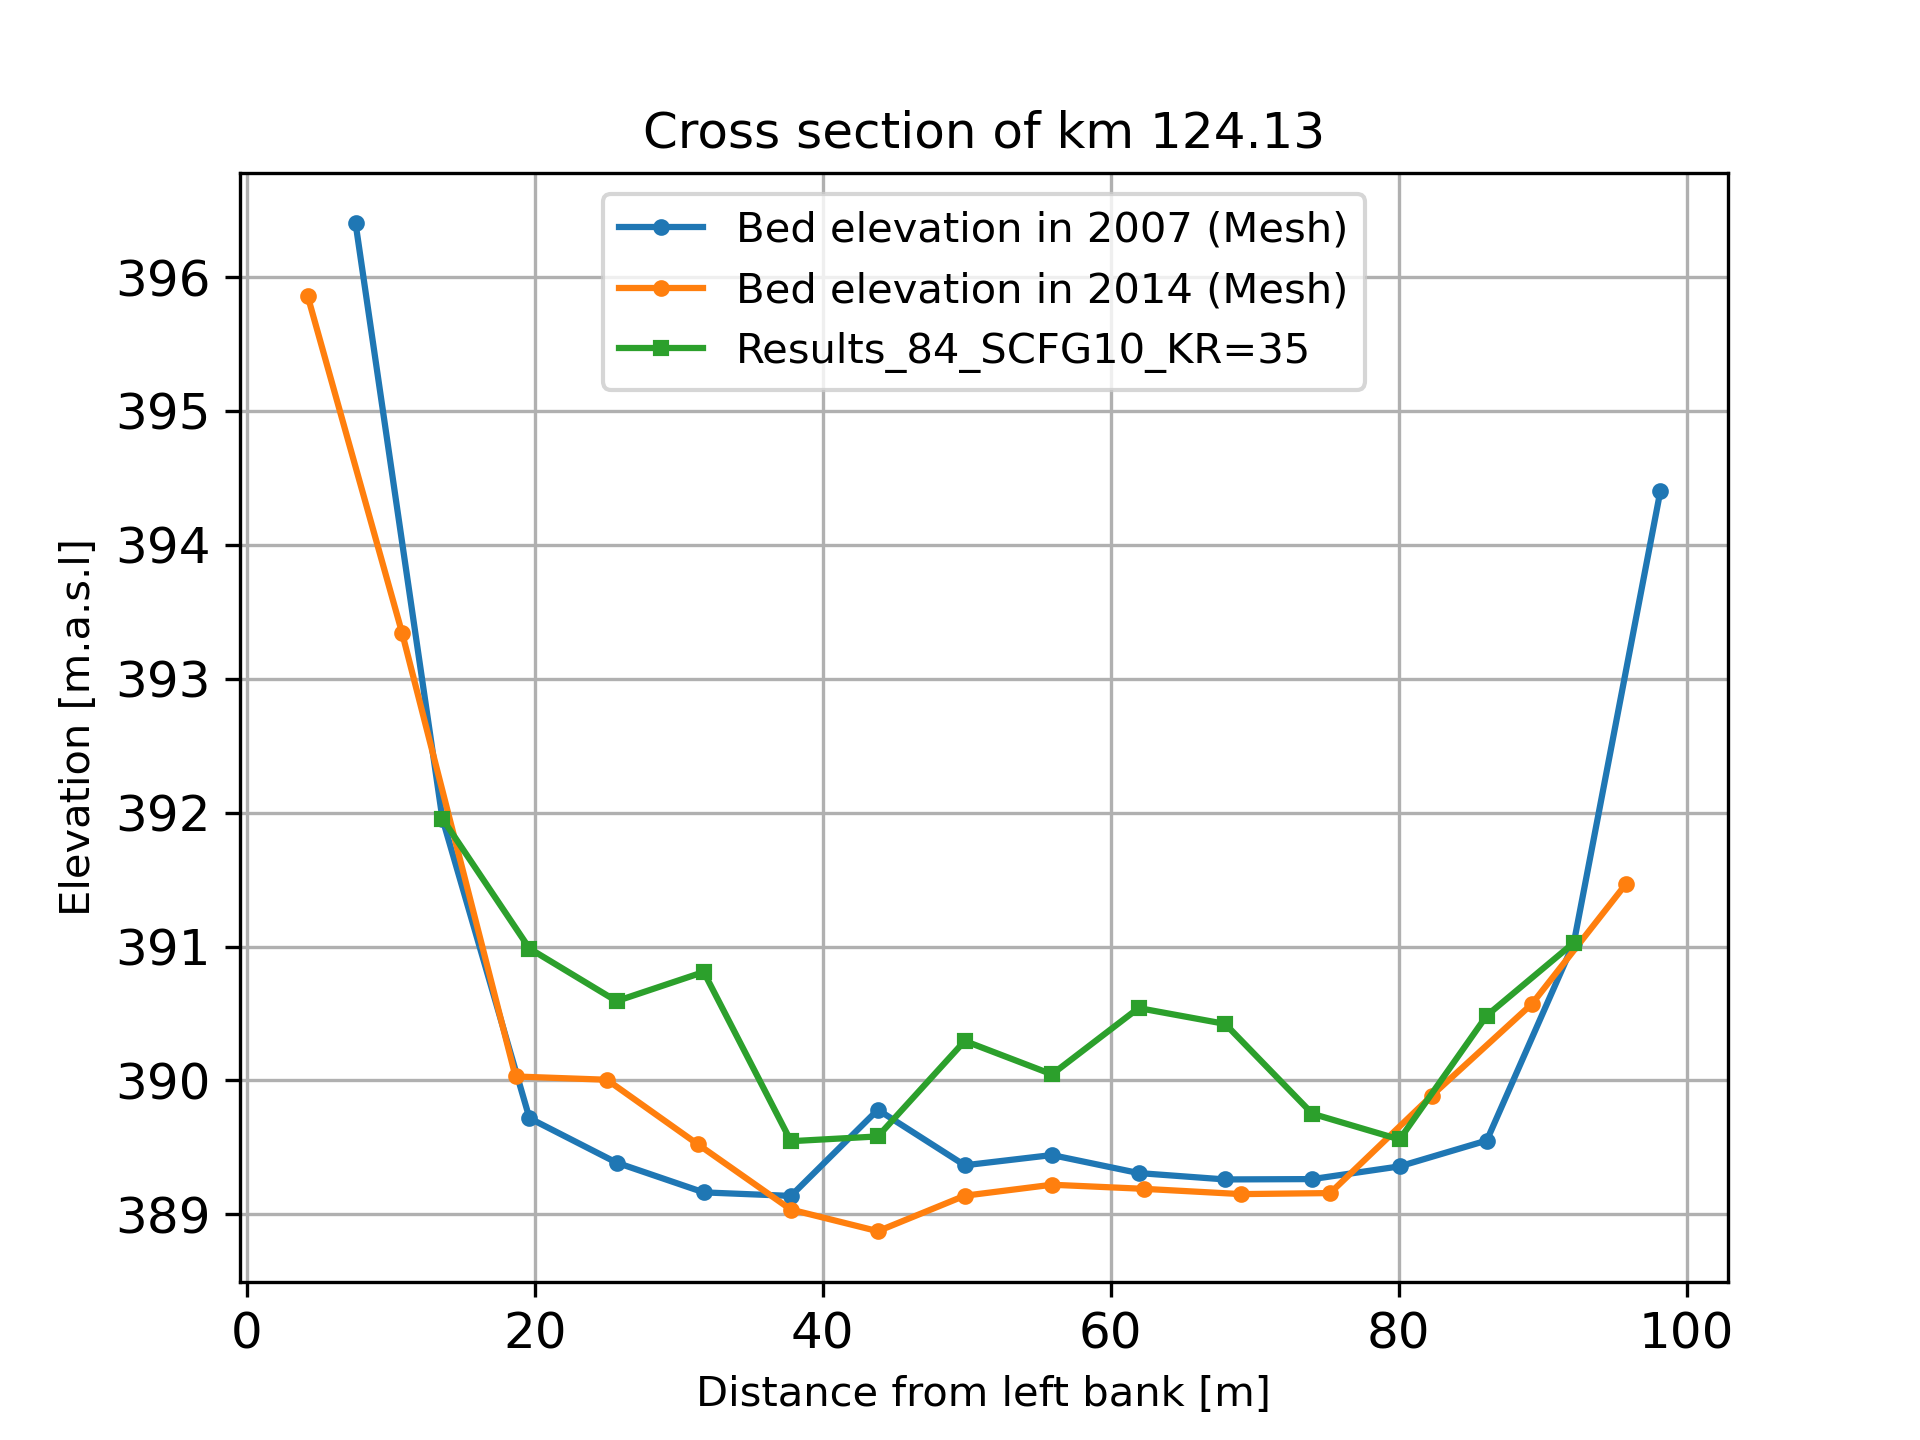 Cross section of km 124.13
Bed elevation in 2007 (Mesh)
Bed elevation in 2014 (Mesh)
Results_84_SCFG10_KR=35
396
395
394
393
392
391
390
389
Elevation [m.a.s.l]
0 20 40 60 80 100
Distance from left bank [m]